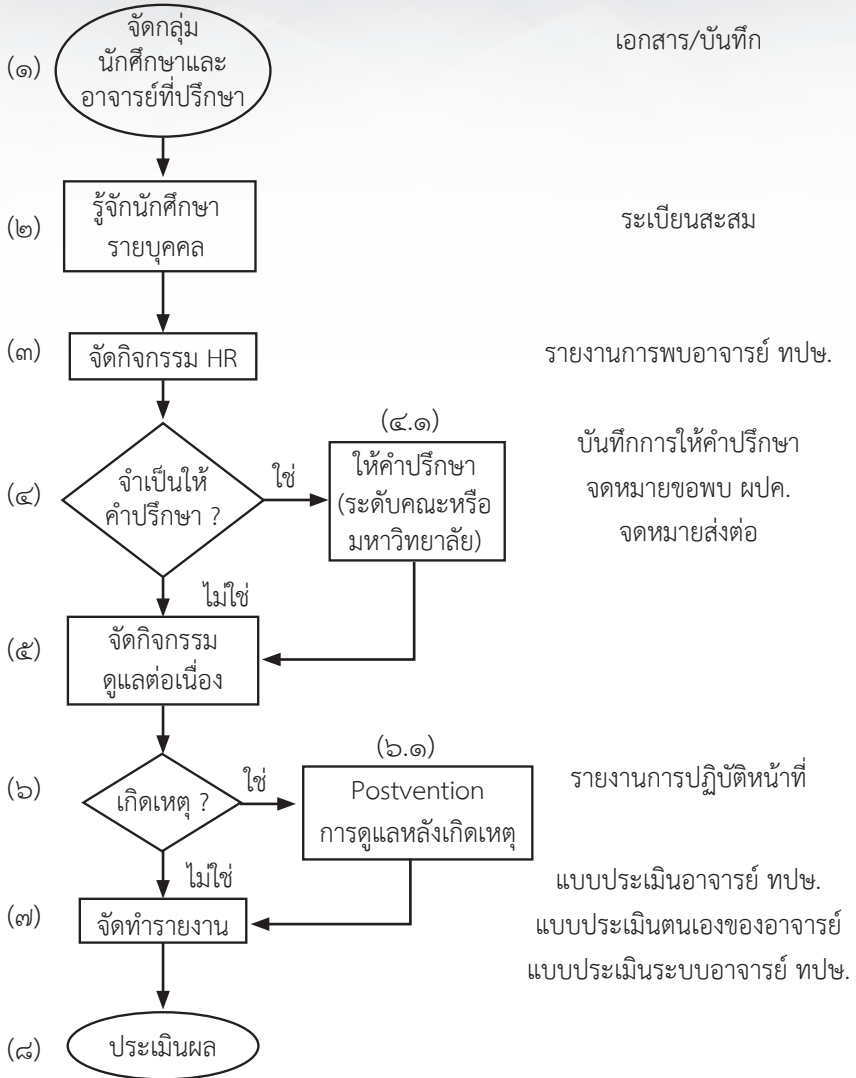 จัดกลุ่ม
นักศึกษาและ
อาจารย์ที่ปรึกษา
(๑)
เอกสาร/บันทึก
(๒)
รู้จักนักศึกษา
รายบุคคล
ระเบียนสะสม
(๓)
จัดกิจกรรม HR
รายงานการพบอาจารย์ ทปษ.
(๔)
จำเป็นให้
คำปรึกษา ?
ใช่
(๔.๑)
ให้คำปรึกษา
(ระดับคณะหรือ
มหาวิทยาลัย)
บันทึกการให้คำปรึกษา
จดหมายขอพบ ผปค.
จดหมายส่งต่อ
ไม่ใช่
(๕)
จัดกิจกรรม
ดูแลต่อเนื่อง
(๖)
เกิดเหตุ ?
ใช่
(๖.๑)
Postvention
การดูแลหลังเกิดเหตุ
รายงานการปฏิบัติหน้าที่
ไม่ใช่
(๗)
จัดทำรายงาน
แบบประเมินอาจารย์ ทปษ.
แบบประเมินตนเองของอาจารย์
แบบประเมินระบบอาจารย์ ทปษ.
(๘)
ประเมินผล